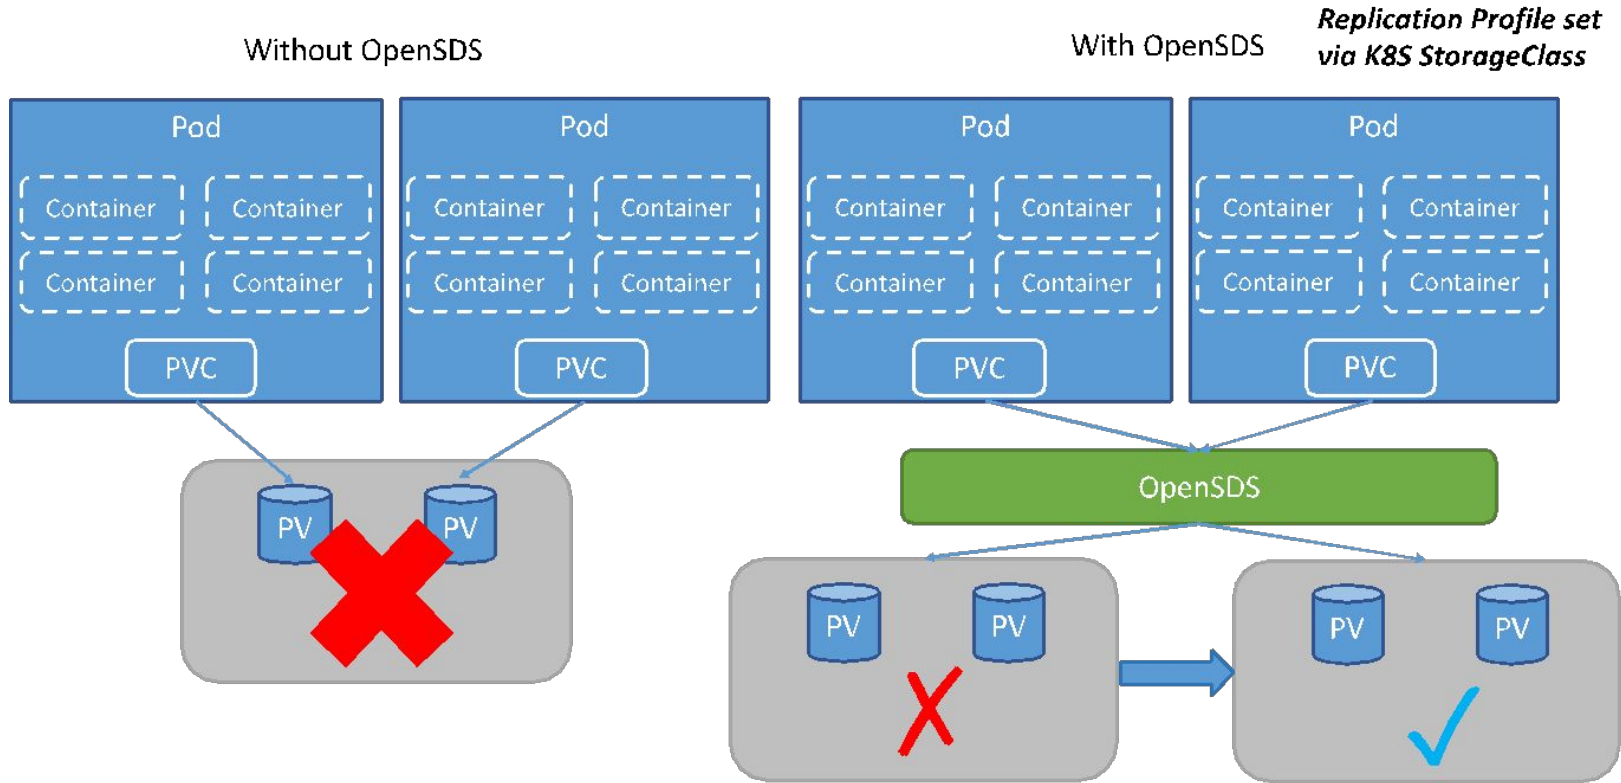 Without OpenSDS
With OpenSDS
Replication Profile set
via K8S StorageClass
Pod
Pod
Pod
Pod
Container Container
Container Container
Container Container
Container Container
Container Container
Container Container
Container Container
Container Container
PVC
PVC
PVC
PVC
OpenSDS
PV
PV
PV
PV
PV
PV